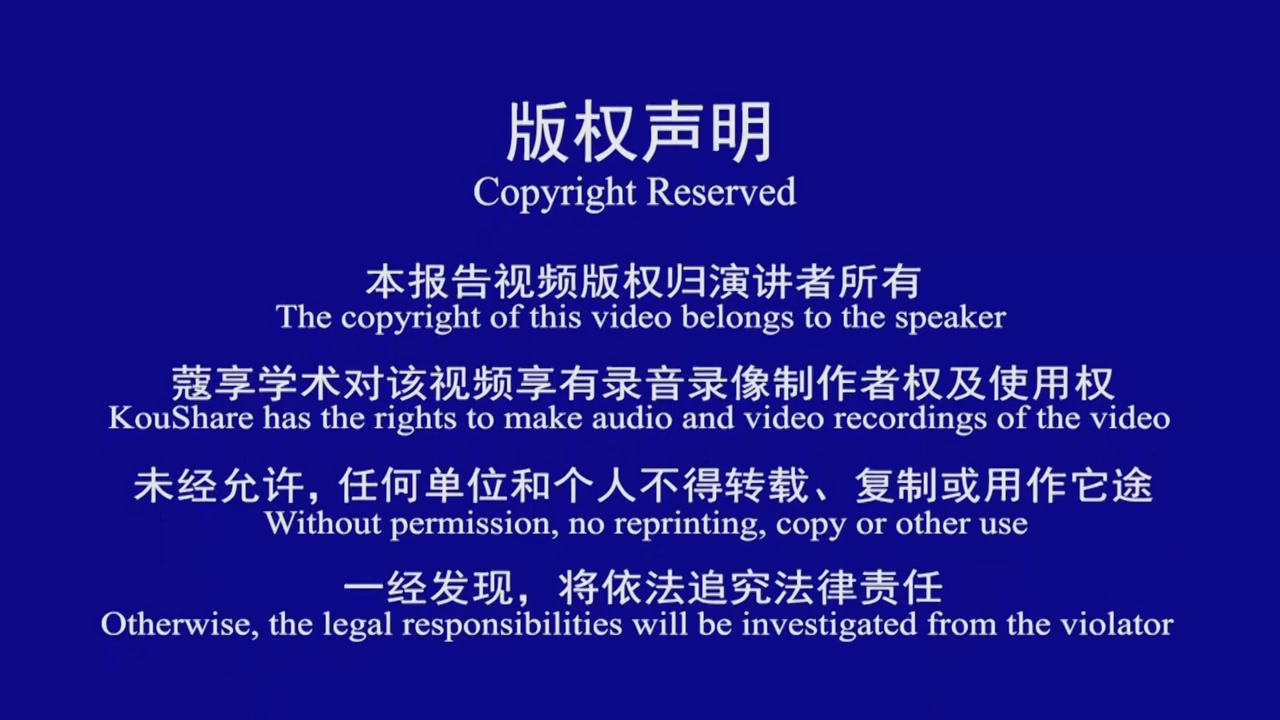 版权声明
Copyright Reserved
本报告视频版权归演讲者所有
The copyright of this video belongs to the speaker
蔻享学术对该视频享有录音录像制作者权及使用权
KouShare has the rights to make audio and video recordings of the video
未经允许, 任何单位和个人不得转载、复制或用作它途
Without permission, no reprinting, copy or other use
一经发现，将依法追究法律责任
Otherwise, the legal responsibilities will be investigated from the violator